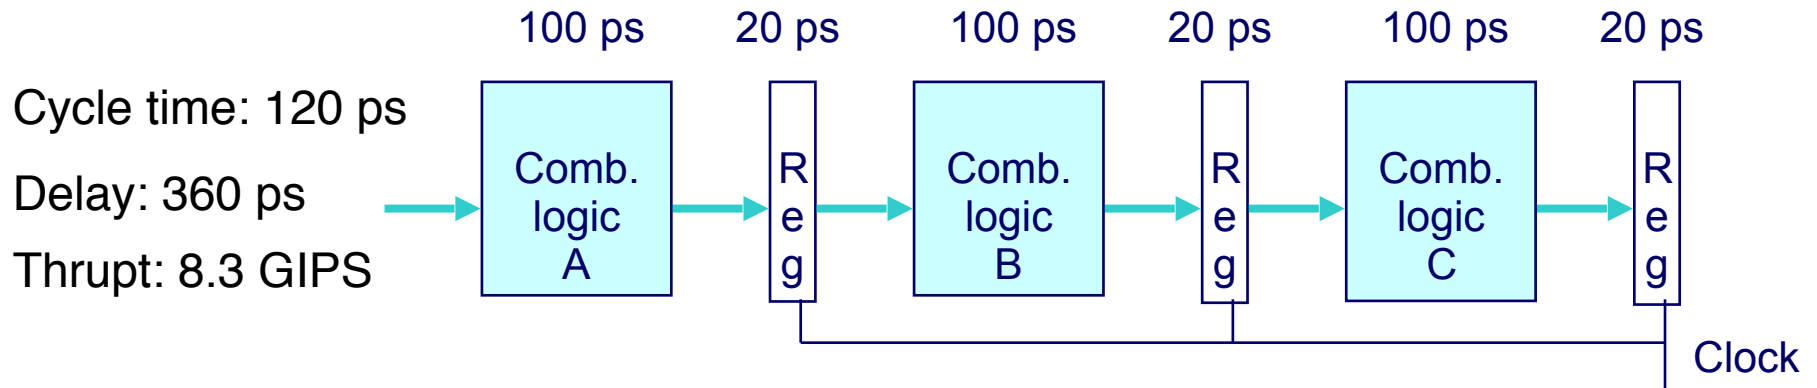 100 ps
20 ps
100 ps
20 ps
100 ps
20 ps
Cycle time: 120 ps
Delay: 360 ps
Thrupt: 8.3 GIPS
Comb.
logic
A
R
e
g
Comb.
logic
B
R
e
g
Comb.
logic
C
R
e
g
Clock